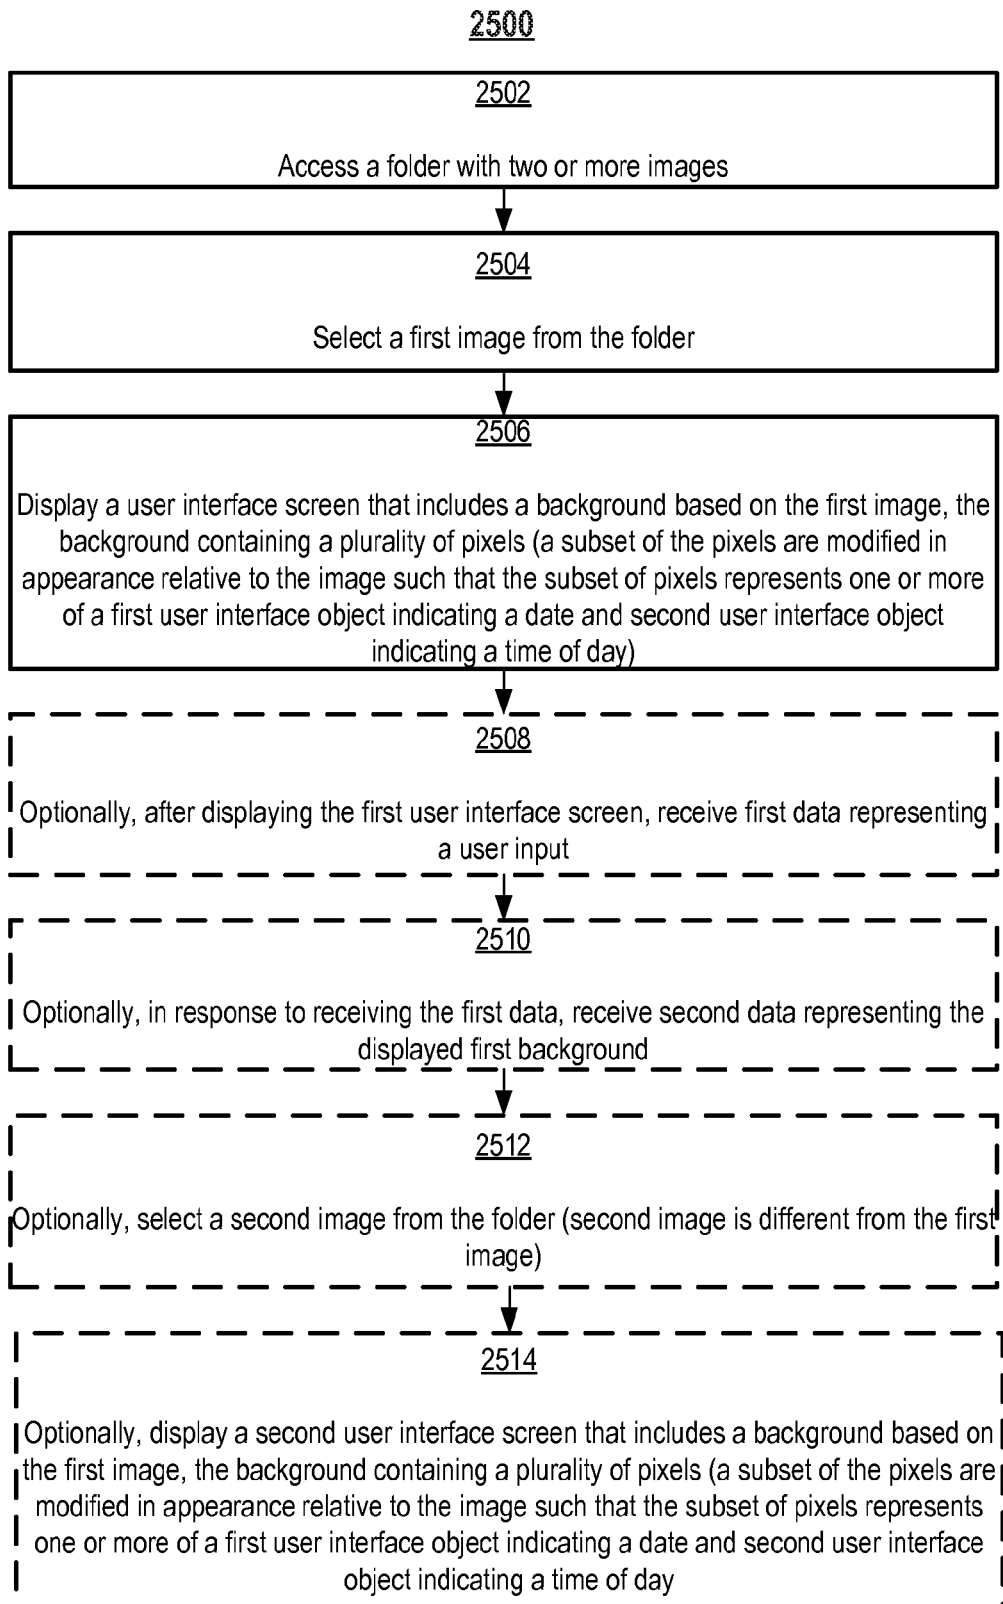 2500
2502
Access a folder with two or more images
2504
Select a first image from the folder
2506
Display a user interface screen that includes a background based on the first image, the
background containing a plurality of pixels (a subset of the pixels are modified in
appearance relative to the image such that the subset of pixels represents one or more
of a first user interface object indicating a date and second user interface object
indicating a time of day)
2508
Optionally, after displaying the first user interface screen, receive first data representing
a user input
2510
Optionally, in response to receiving the first data, receive second data representing the
displayed first background
2512
Optionally, select a second image from the folder (second image is different from the first
image)
2514
Optionally, display a second user interface screen that includes a background based on
the first image, the background containing a plurality of pixels (a subset of the pixels are
modified in appearance relative to the image such that the subset of pixels represents
one or more of a first user interface object indicating a date and second user interface
object indicating a time of day